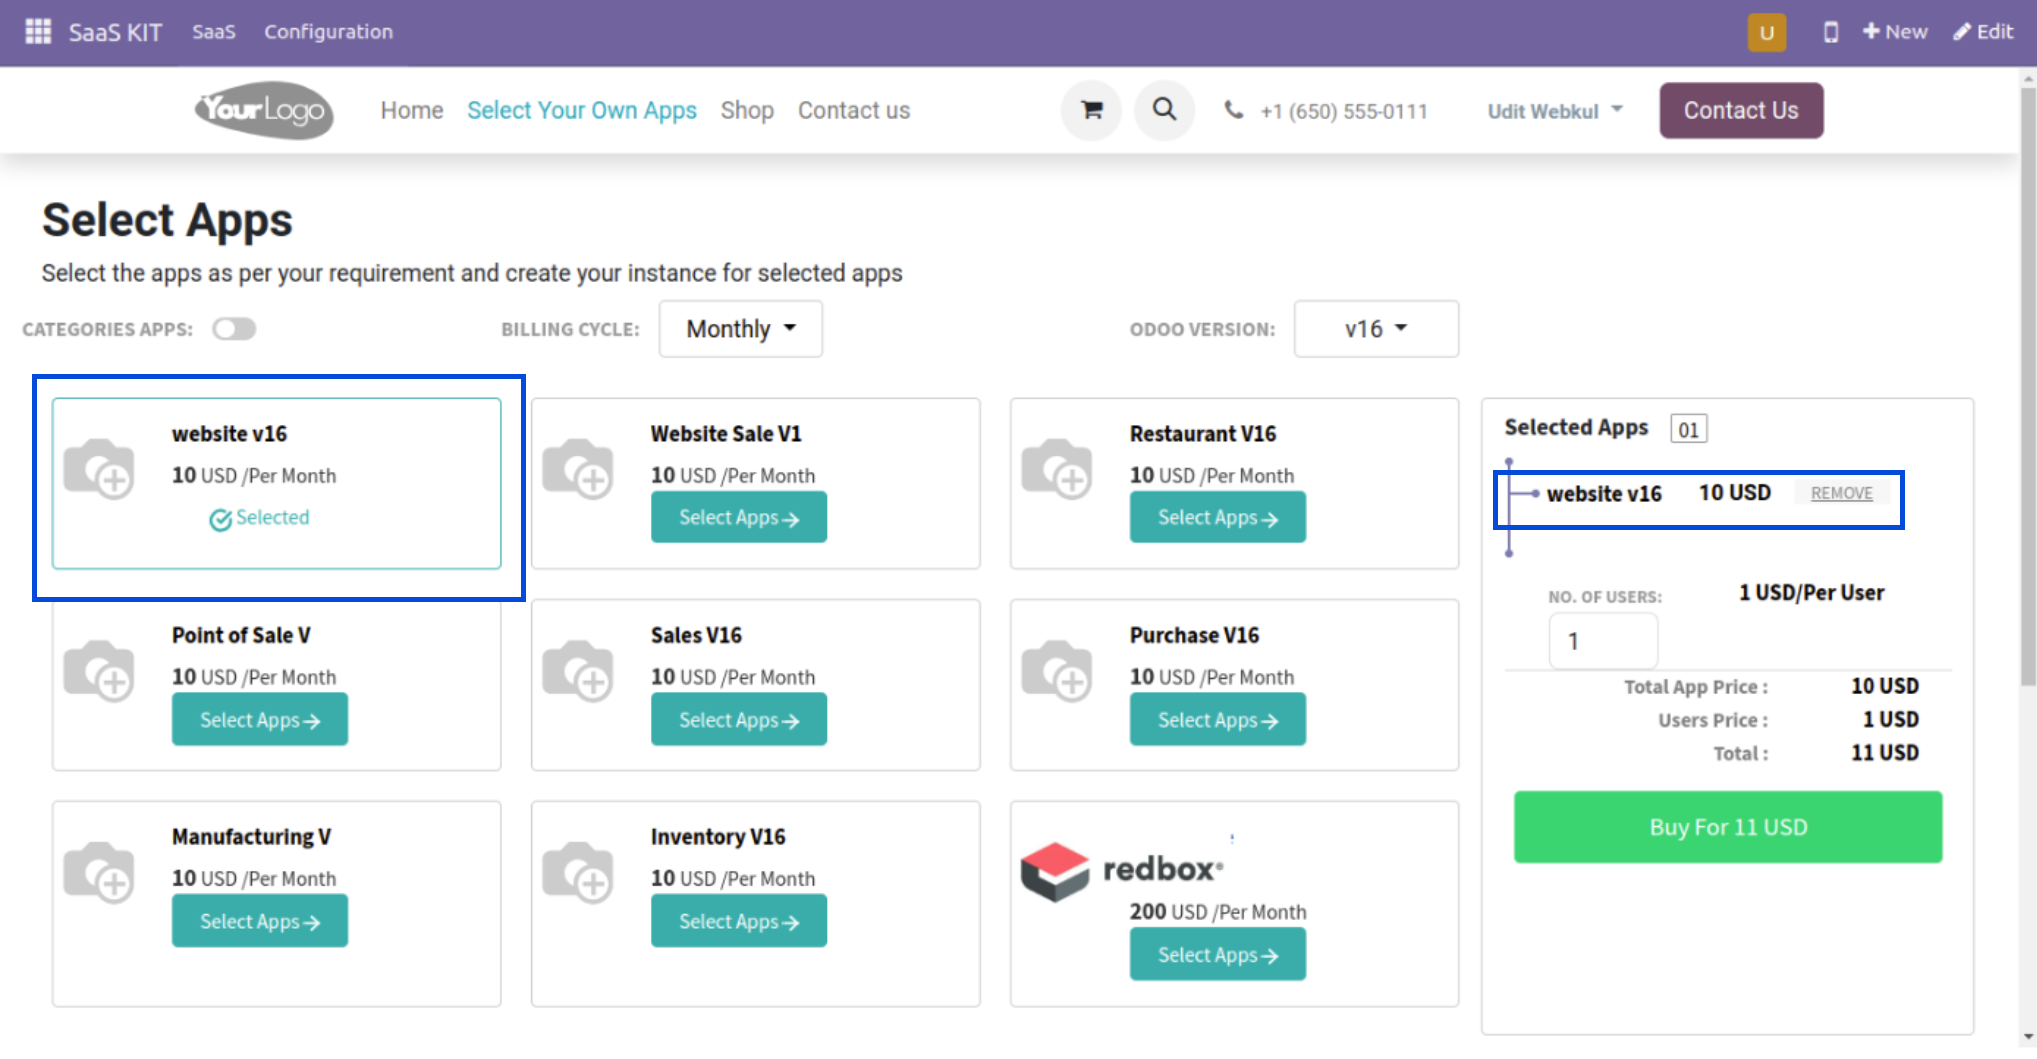 SaaS KIT SaaS Configuration U New Edit
YourLogo Home Select Your Own Apps Shop Contact us +1 (650) 555-0111 Udit Webkul Contact Us
Select Apps
Select the apps as per your requirement and create your instance for selected apps
CATEGORIES APPS: BILLING CYCLE: Monthly ODOO VERSION: v16
website v16
10 USD /Per Month
Selected
Website Sale V1
10 USD /Per Month
Select Apps→
Restaurant V16
10 USD /Per Month
Select Apps→
Point of Sale V
10 USD /Per Month
Select Apps→
Sales V16
10 USD /Per Month
Select Apps→
Purchase V16
10 USD /Per Month
Select Apps→
Manufacturing V
10 USD /Per Month
Select Apps→
Inventory V16
10 USD /Per Month
Select Apps→
redbox
200 USD /Per Month
Select Apps→
Selected Apps 01
website v16 10 USD REMOVE
NO. OF USERS: 1 USD/Per User
1
Total App Price : 10 USD
Users Price : 1 USD
Total : 11 USD
Buy For 11 USD